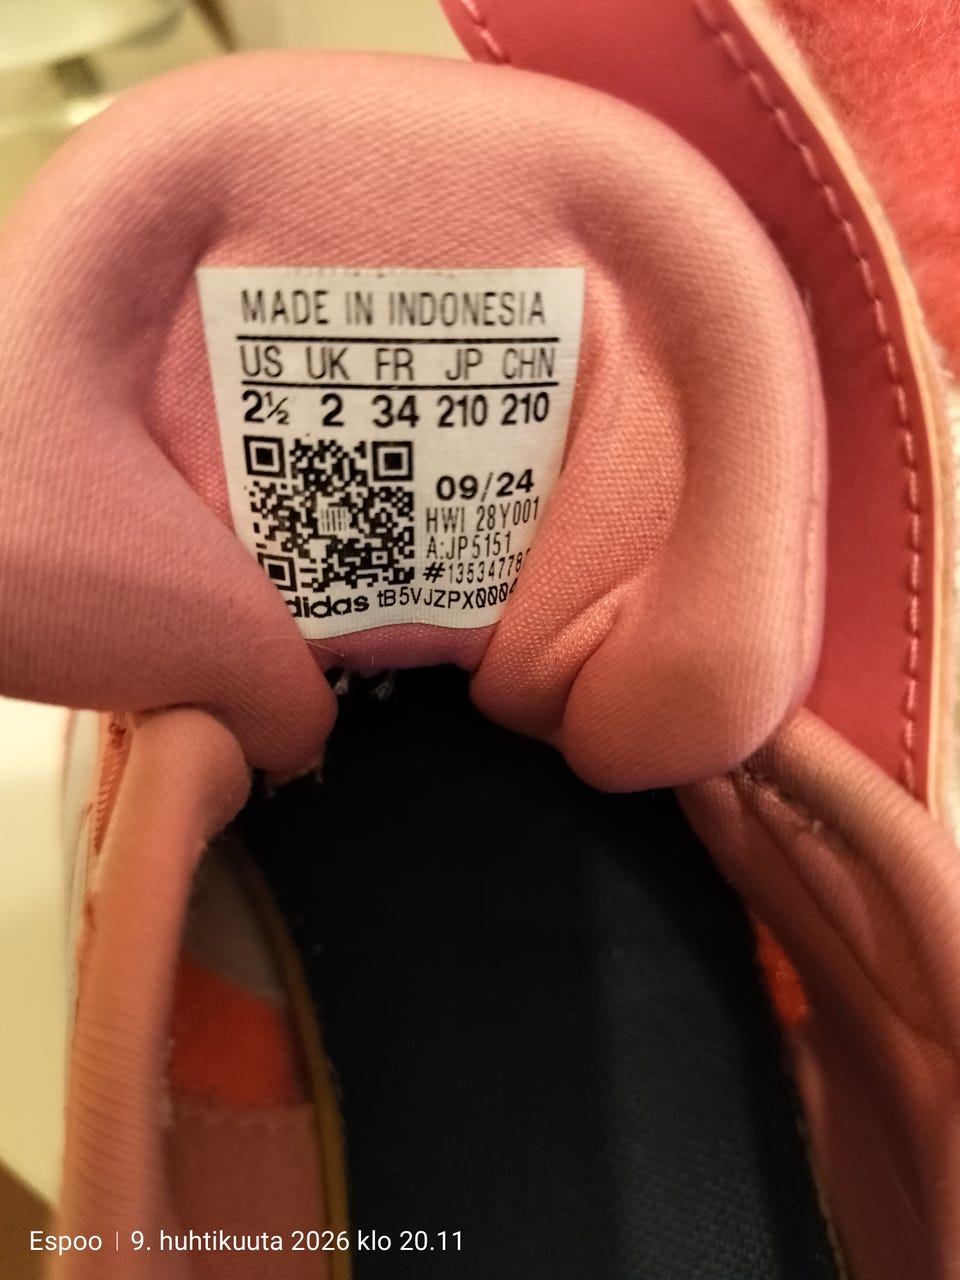 MADE IN INDONESIA
US UK FR JP CHN
2½ 2 34 210 210
09/24
HWI 28Y001
A:JP5151
adidas
Espoo | 9. huhtikuuta 2026 klo 20.11